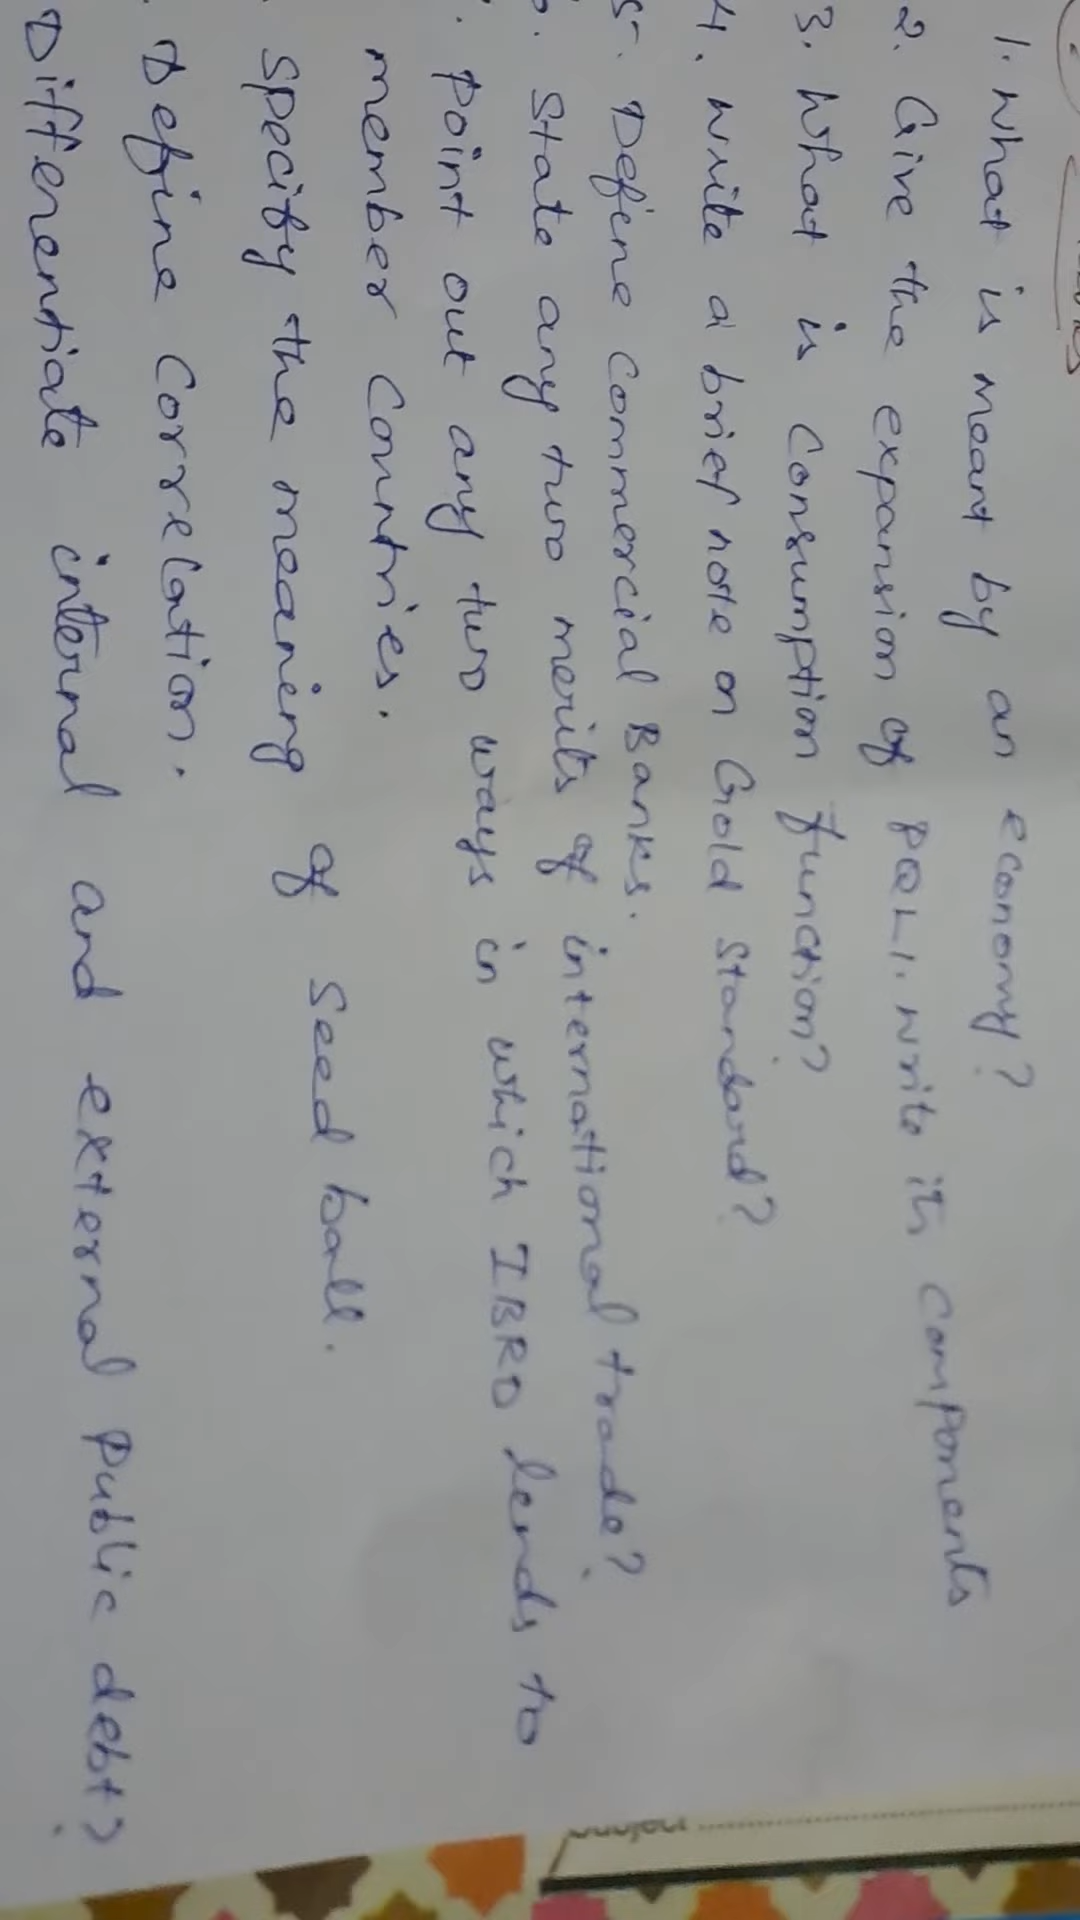 1. What is meant by an economy?
2. Give the expansion of PQLI. write its components
3. What is Consumption function?
4. write a brief note on Gold standard?
5. Define Commercial Banks.
. State any two merits of international trade?
. Point out any two ways in which IBRD lends to
member Countries.
. specify the meaning of seed ball.
. Define Correlation.
Differentiate internal and external Public debt?